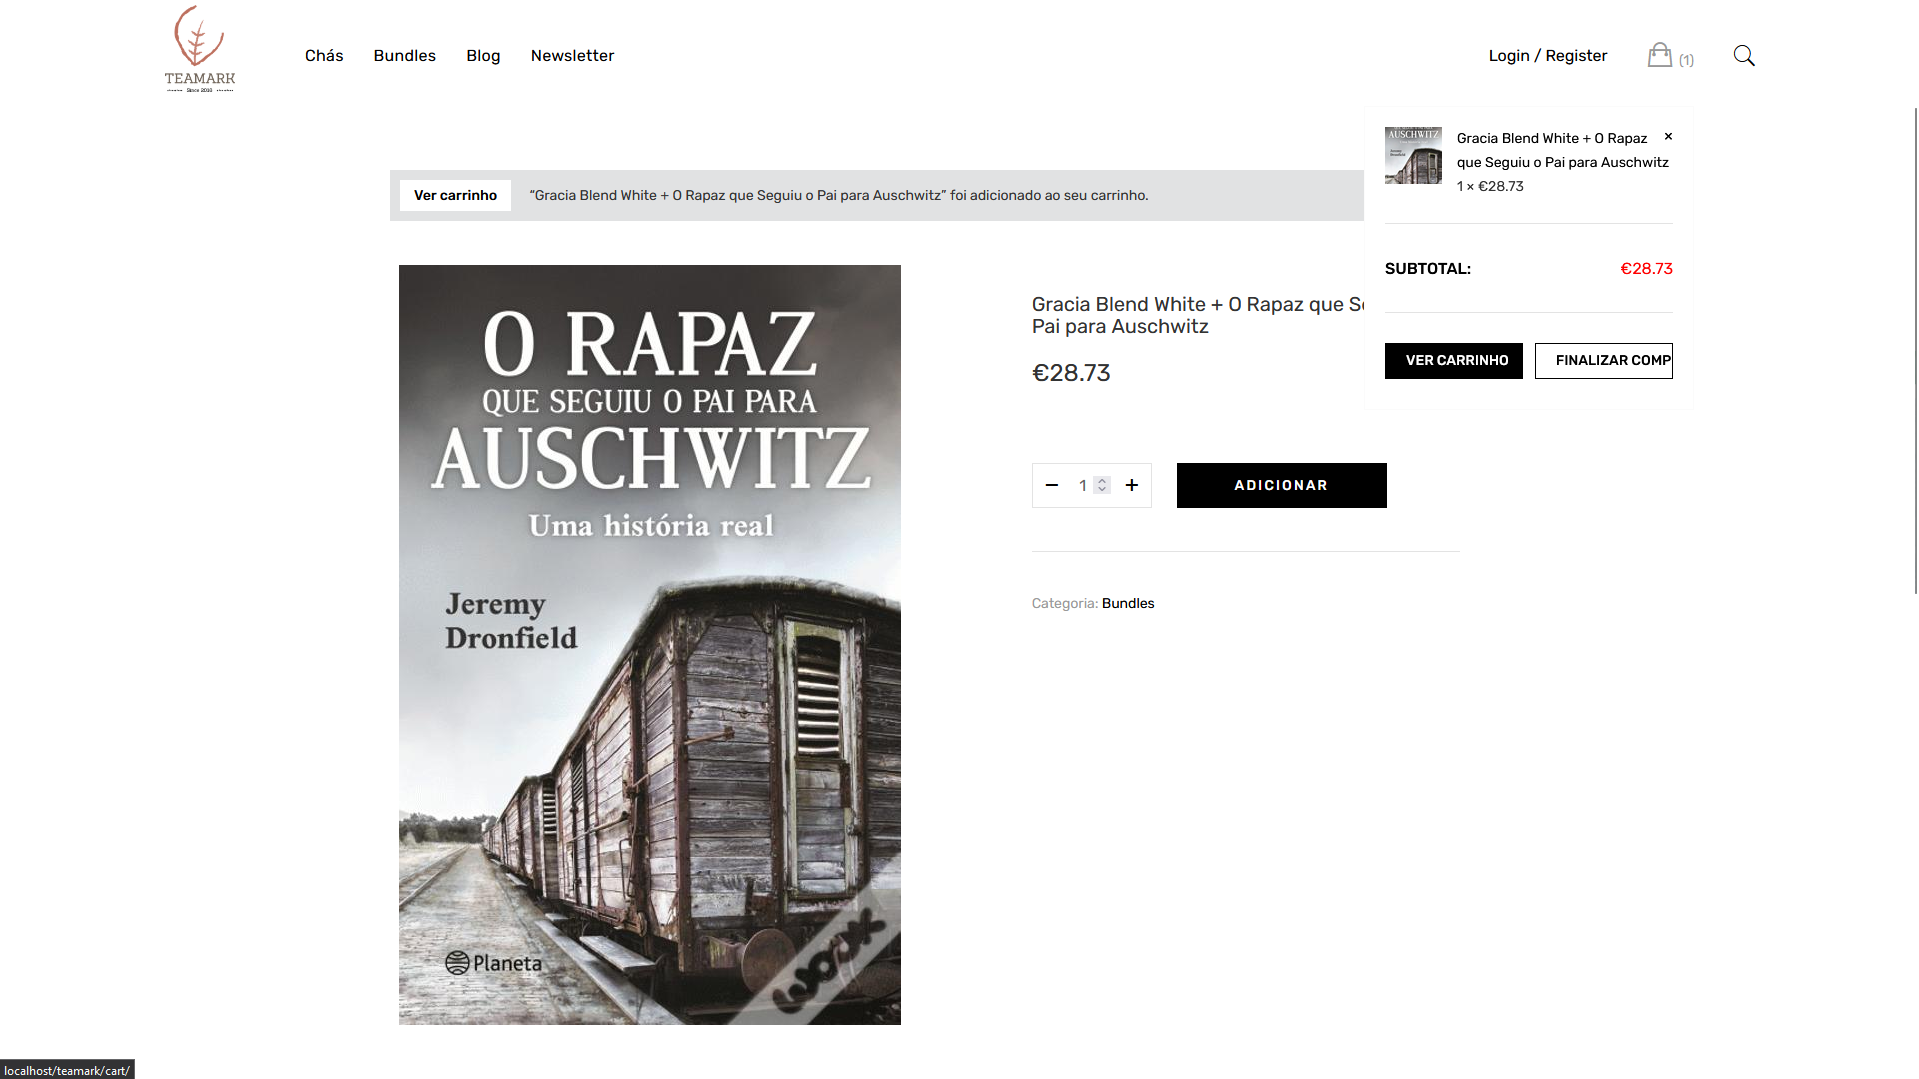 TEAMARK
Since 2016
Chás
Bundles
Blog
Newsletter
Login / Register
(1)
Gracia Blend White + O Rapaz
que Seguiu o Pai para Auschwitz
×
1 × €28.73
SUBTOTAL:
€28.73
VER CARRINHO
FINALIZAR COMP
Ver carrinho
“Gracia Blend White + O Rapaz que Seguiu o Pai para Auschwitz” foi adicionado ao seu carrinho.
O RAPAZ
QUE SEGUIU O PAI PARA
AUSCHWITZ
Uma história real
Jeremy
Dronfield
Planeta
wook
Gracia Blend White + O Rapaz que Se
Pai para Auschwitz
€28.73
− 1 +
ADICIONAR
Categoria: Bundles
localhost/teamark/cart/